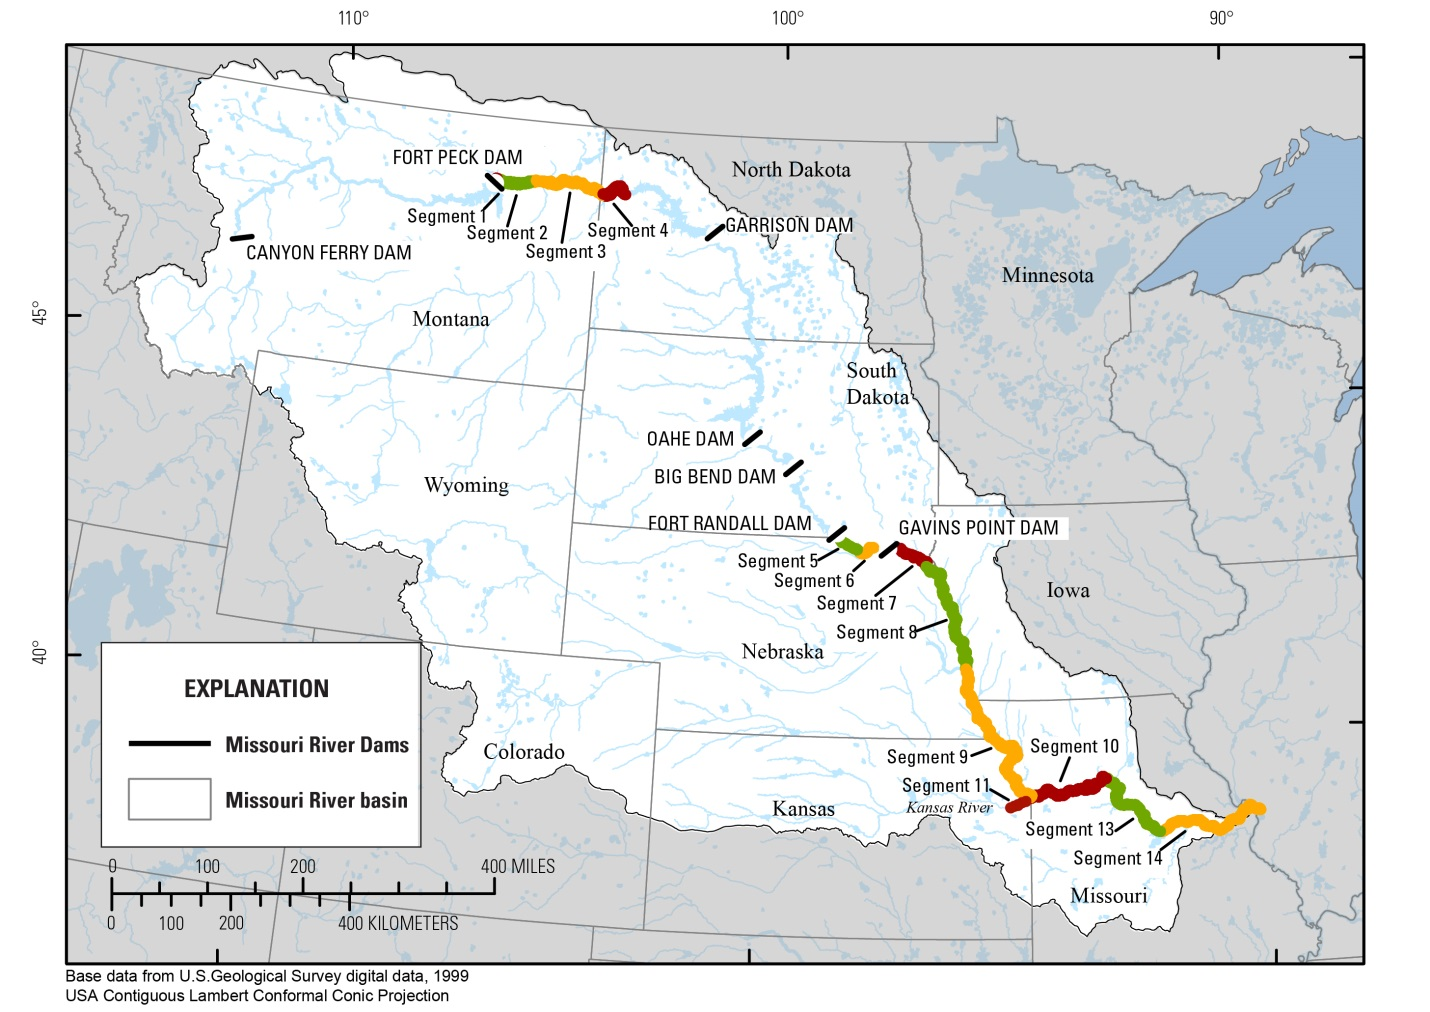 110°
100°
90°
45°
40°
FORT PECK DAM
North Dakota
Segment 1
Segment 2
Segment 3
Segment 4
GARRISON DAM
CANYON FERRY DAM
Minnesota
Montana
South
Dakota
OAHE DAM
BIG BEND DAM
Wyoming
FORT RANDALL DAM
GAVINS POINT DAM
Segment 5
Segment 6
Segment 7
Iowa
Segment 8
Nebraska
EXPLANATION
Missouri River Dams
Missouri River basin
Colorado
Segment 9
Segment 10
Segment 11
Kansas River
Kansas
Segment 13
Segment 14
Missouri
0 100 200 400 MILES
0 100 200 400 KILOMETERS
Base data from U.S.Geological Survey digital data, 1999
USA Contiguous Lambert Conformal Conic Projection